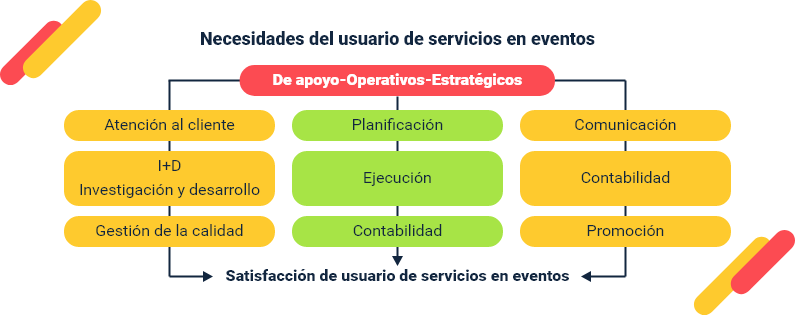 Necesidades del usuario de servicios en eventos
De apoyo-Operativos-Estratégicos
Atención al cliente
Planificación
Comunicación
I+D
Investigación y desarrollo
Ejecución
Contabilidad
Gestión de la calidad
Contabilidad
Promoción
Satisfacción de usuario de servicios en eventos